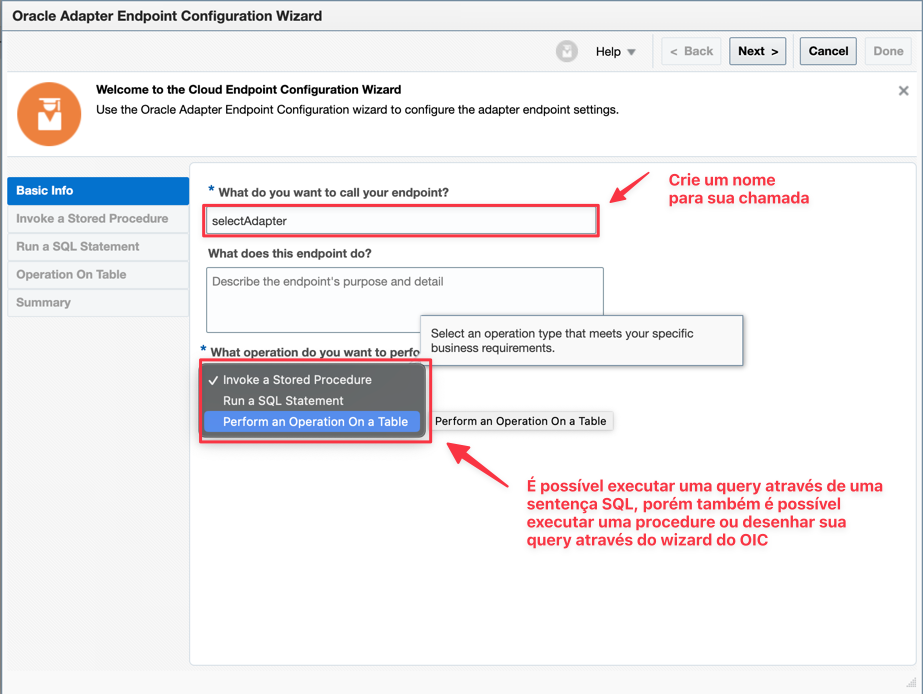 Oracle Adapter Endpoint Configuration Wizard
Help
< Back
Next >
Cancel
Done
Welcome to the Cloud Endpoint Configuration Wizard
Use the Oracle Adapter Endpoint Configuration wizard to configure the adapter endpoint settings.
Basic Info
Invoke a Stored Procedure
Run a SQL Statement
Operation On Table
Summary
* What do you want to call your endpoint?
selectAdapter
Crie um nome
para sua chamada
What does this endpoint do?
Describe the endpoint's purpose and detail
Select an operation type that meets your specific
business requirements.
* What operation do you want to perfo
✓ Invoke a Stored Procedure
Run a SQL Statement
Perform an Operation On a Table
Perform an Operation On a Table
É possível executar uma query através de uma
sentença SQL, porém também é possível
executar uma procedure ou desenhar sua
query através do wizard do OIC